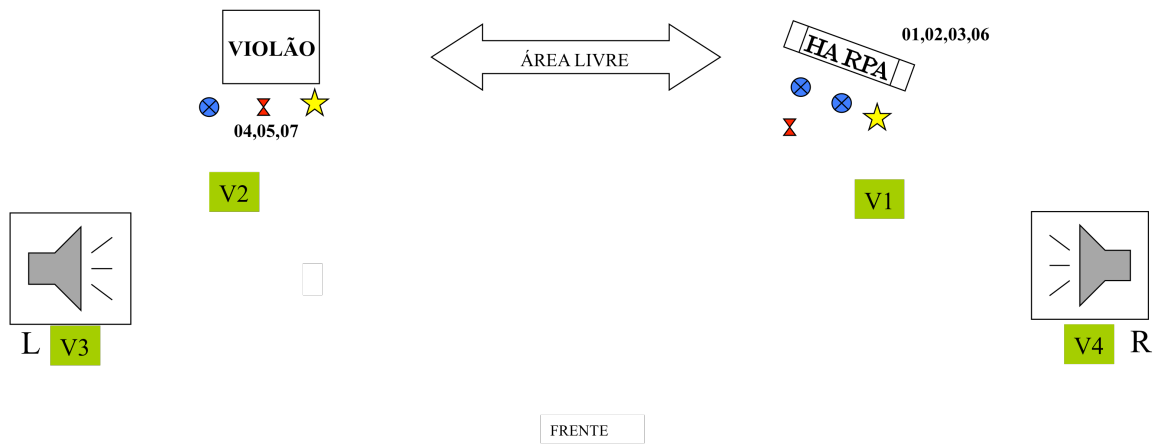 VIOLÃO
ÁREA LIVRE
HA RPA
01,02,03,06
04,05,07
V2
V1
L
V3
V4
R
FRENTE